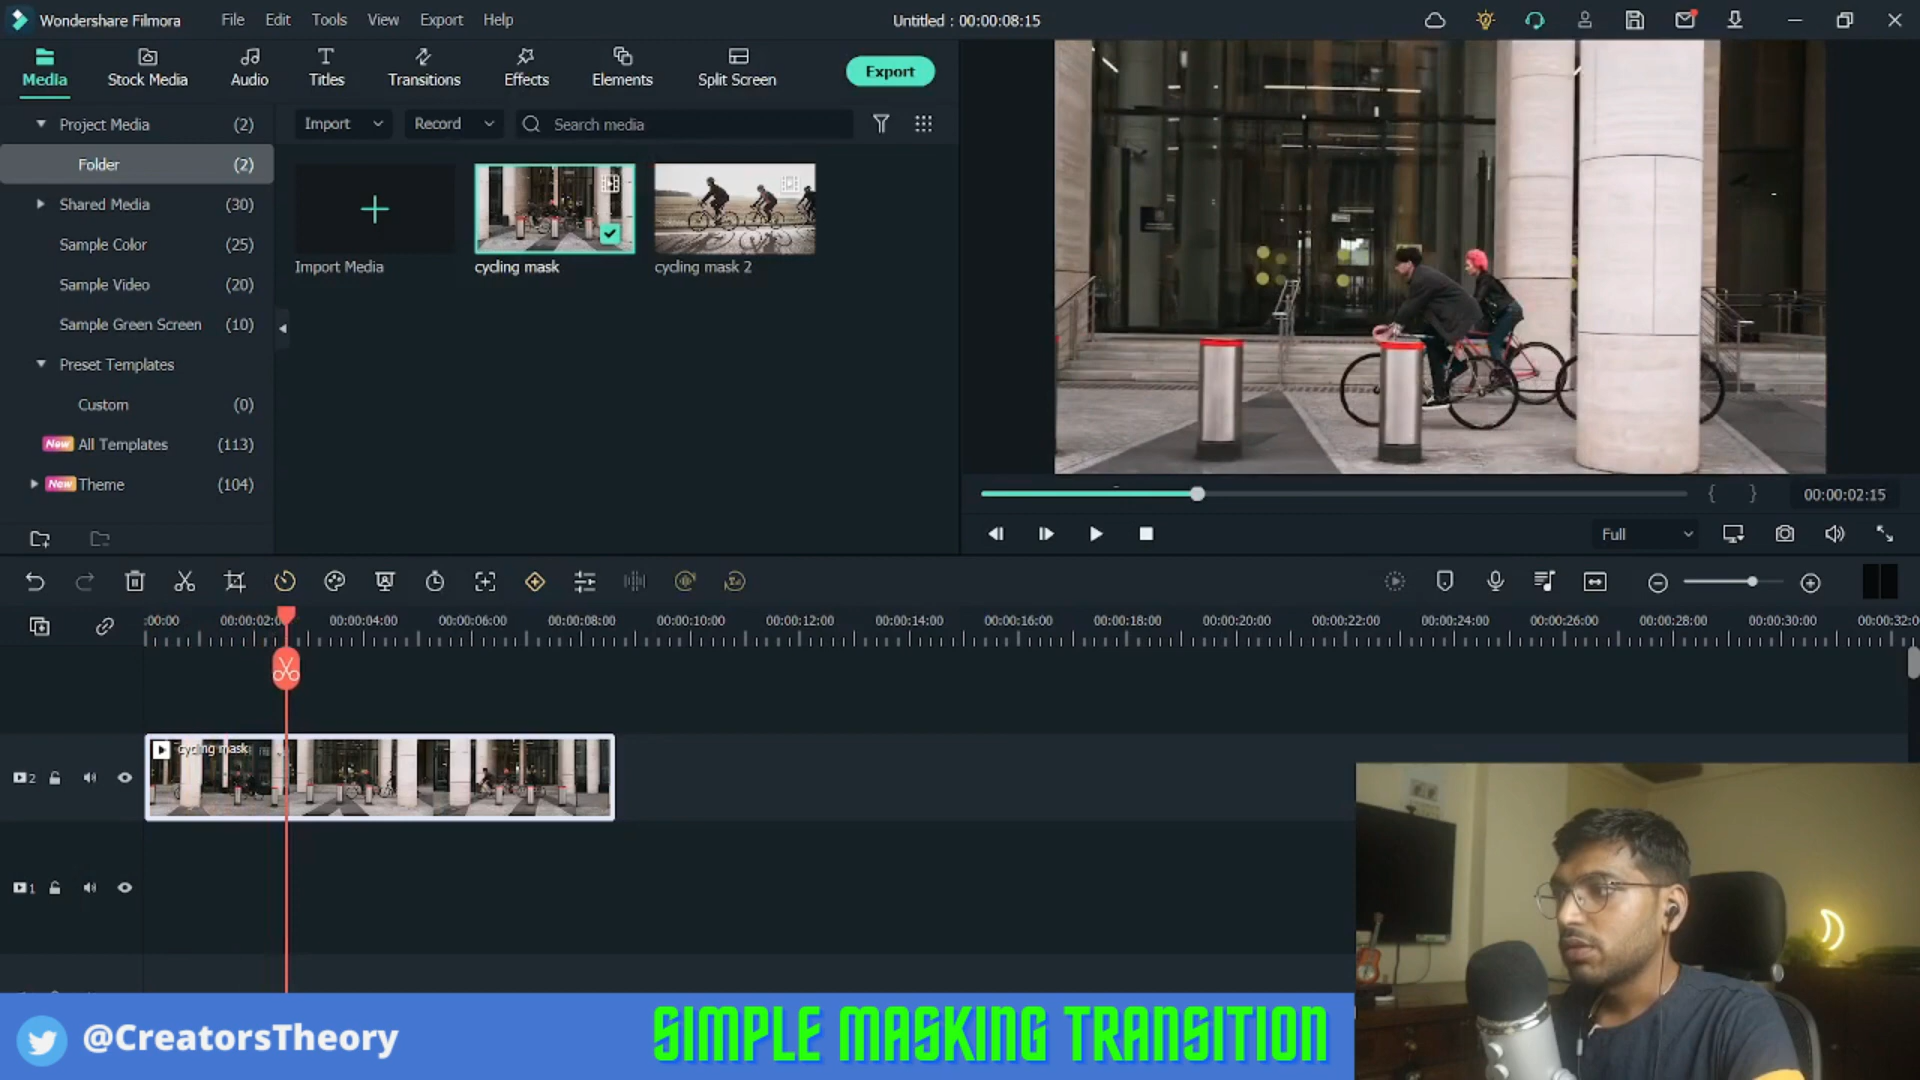 Wondershare Filmora
File
Edit
Tools
View
Export
Help
Untitled : 00:00:08:15
Media
Stock Media
Audio
Titles
Transitions
Effects
Elements
Split Screen
Export
Project Media (2)
Folder (2)
Shared Media (30)
Sample Color (25)
Sample Video (20)
Sample Green Screen (10)
Preset Templates
Custom (0)
New All Templates (113)
New Theme (104)
Import
Record
Search media
Import Media
cycling mask
cycling mask 2
{ }
00:00:02:15
Full
:00:00
00:00:02:0
00:00:04:00
00:00:06:00
00:00:08:00
00:00:10:00
00:00:12:00
00:00:14:00
00:00:16:00
00:00:18:00
00:00:20:00
00:00:22:00
00:00:24:00
00:00:26:00
00:00:28:00
00:00:30:00
00:00:32:0
cycling mask
2
1
@CreatorsTheory
SIMPLE MASKING TRANSITION